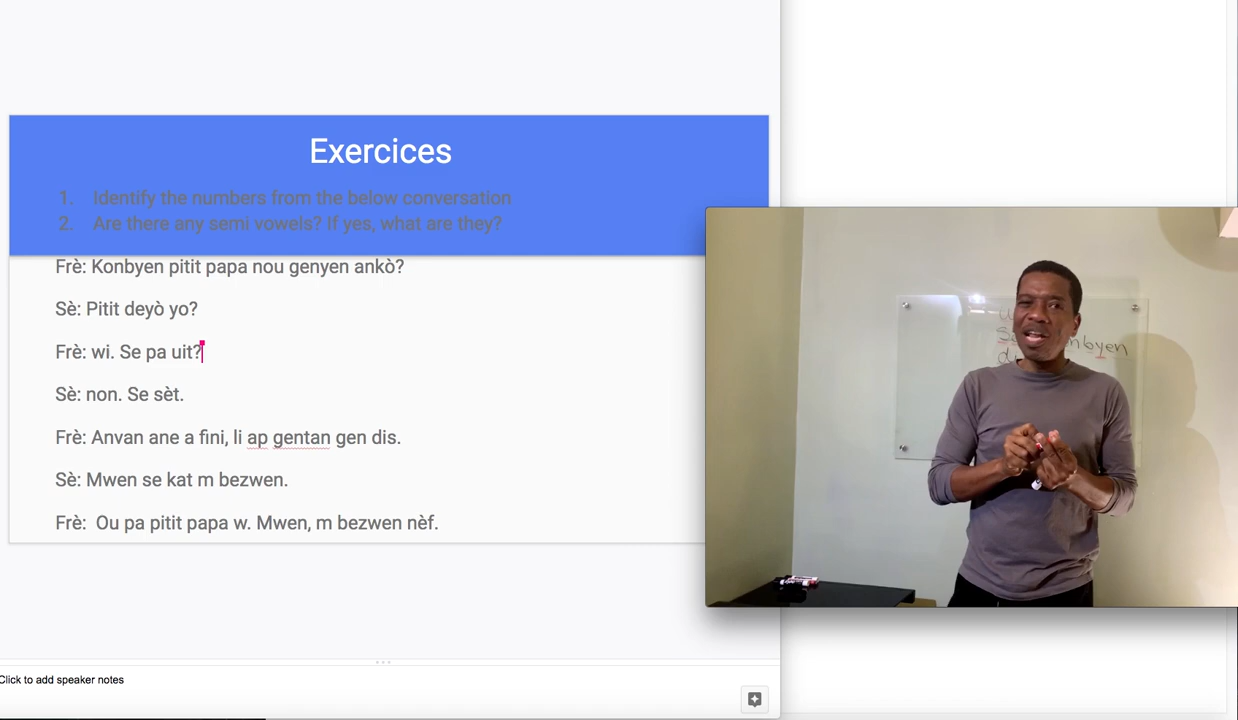 Exercices
1. Identify the numbers from the below conversation
2. Are there any semi vowels? If yes, what are they?
Frè: Konbyen pitit papa nou genyen ankò?
Sè: Pitit deyò yo?
Frè: wi. Se pa uit?
Sè: non. Se sèt.
Frè: Anvan ane a fini, li ap gentan gen dis.
Sè: Mwen se kat m bezwen.
Frè:  Ou pa pitit papa w. Mwen, m bezwen nèf.
Click to add speaker notes